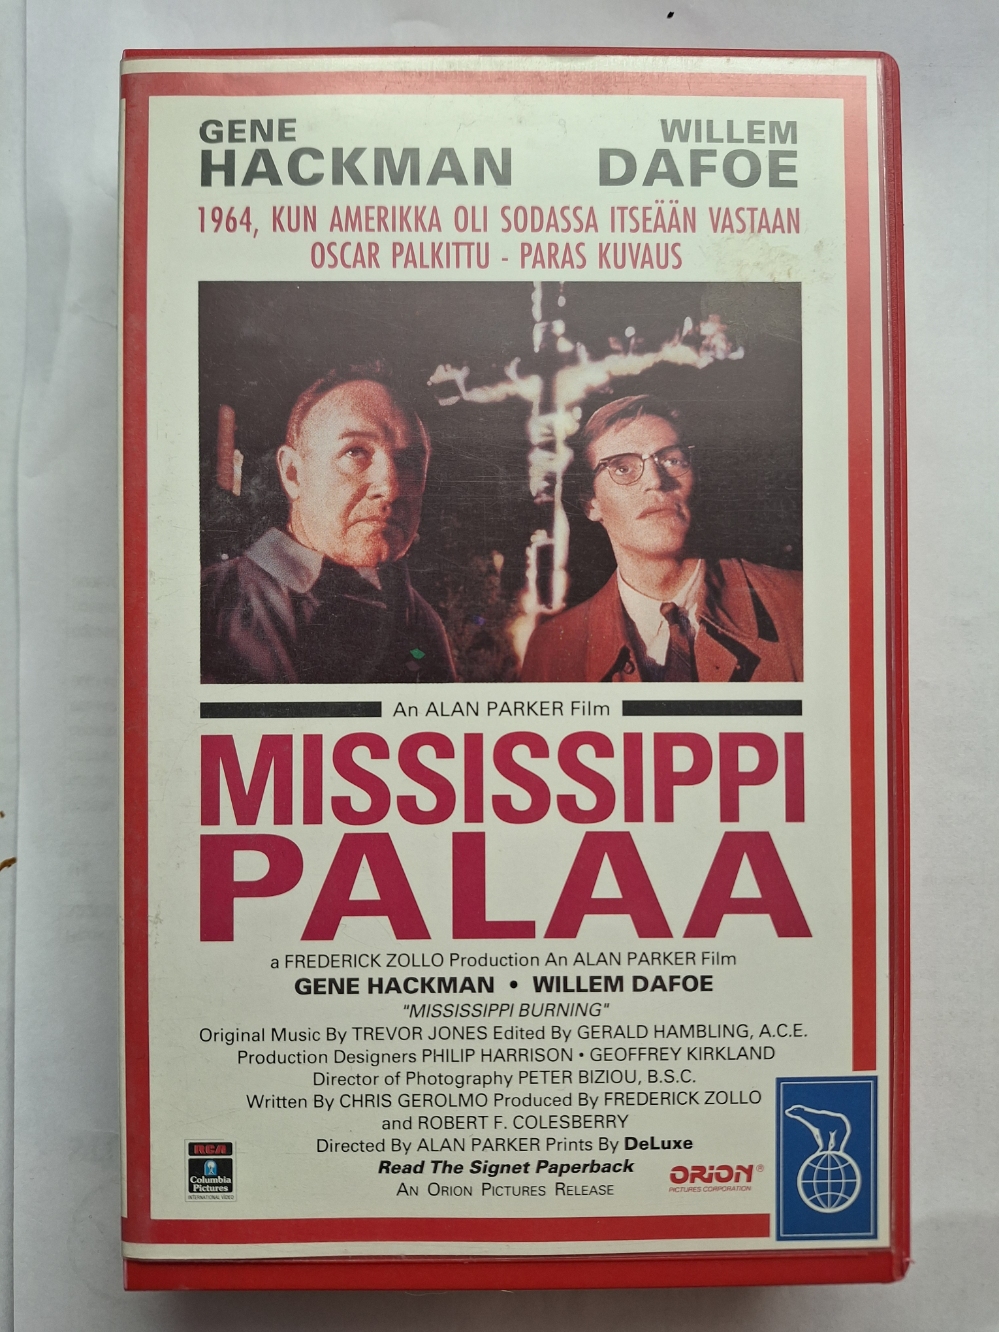 GENE HACKMAN
WILLEM DAFOE
1964, KUN AMERIKKA OLI SODASSA ITSEÄÄN VASTAAN
OSCAR PALKITTU - PARAS KUVAUS
An ALAN PARKER Film
MISSISSIPPI
PALAA
a FREDERICK ZOLLO Production An ALAN PARKER Film
GENE HACKMAN • WILLEM DAFOE
"MISSISSIPPI BURNING"
Original Music By TREVOR JONES Edited By GERALD HAMBLING, A.C.E.
Production Designers PHILIP HARRISON • GEOFFREY KIRKLAND
Director of Photography PETER BIZIOU, B.S.C.
Written By CHRIS GEROLMO Produced By FREDERICK ZOLLO
and ROBERT F. COLESBERRY
Directed By ALAN PARKER Prints By DeLuxe
Read The Signet Paperback
AN ORION PICTURES RELEASE
RCA
Columbia
Pictures
INTERNATIONAL VIDEO
ORION®
PICTURES CORPORATION